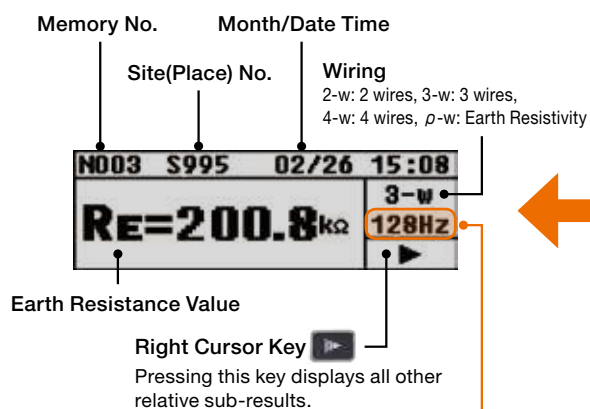 Memory No.
Month/Date Time
Site(Place) No.
Wiring
2-w: 2 wires, 3-w: 3 wires,
4-w: 4 wires, ρ-w: Earth Resistivity
N003 S995 02/26 15:08
3-w
RE=200.8kΩ
128Hz
Earth Resistance Value
Right Cursor Key
Pressing this key displays all other
relative sub-results.